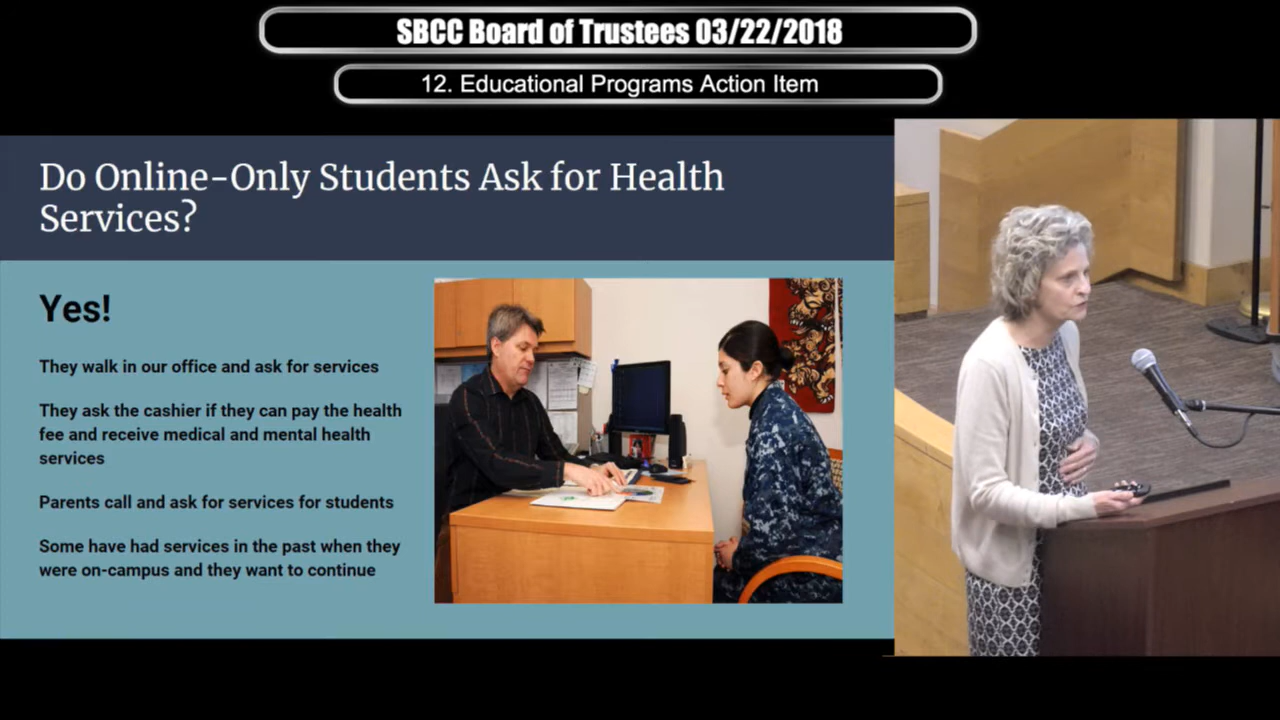 SBCC Board of Trustees 03/22/2018
12. Educational Programs Action Item
Do Online-Only Students Ask for Health
Services?
Yes!
They walk in our office and ask for services
They ask the cashier if they can pay the health
fee and receive medical and mental health
services
Parents call and ask for services for students
Some have had services in the past when they
were on-campus and they want to continue